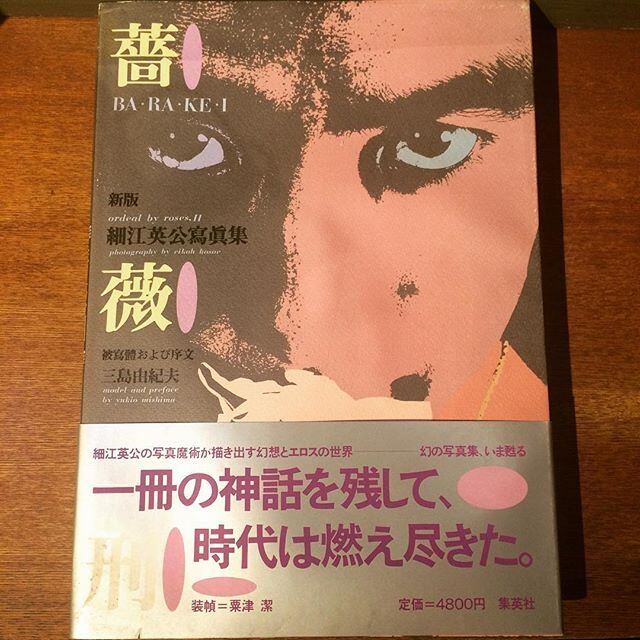 薔
BA・RA・KE・I
新版
ordeal by roses. II
細江英公寫眞集
photography by eikoh hosoe
薇
被寫體および序文
三島由紀夫
model and preface
by yukio mishima
細江英公の写真魔術か描き出す幻想とエロスの世界――幻の写真集、いま甦る
一冊の神話を残して、
時代は燃え尽きた。
刑
装幀=粟津 潔
定価=4800円 集英社